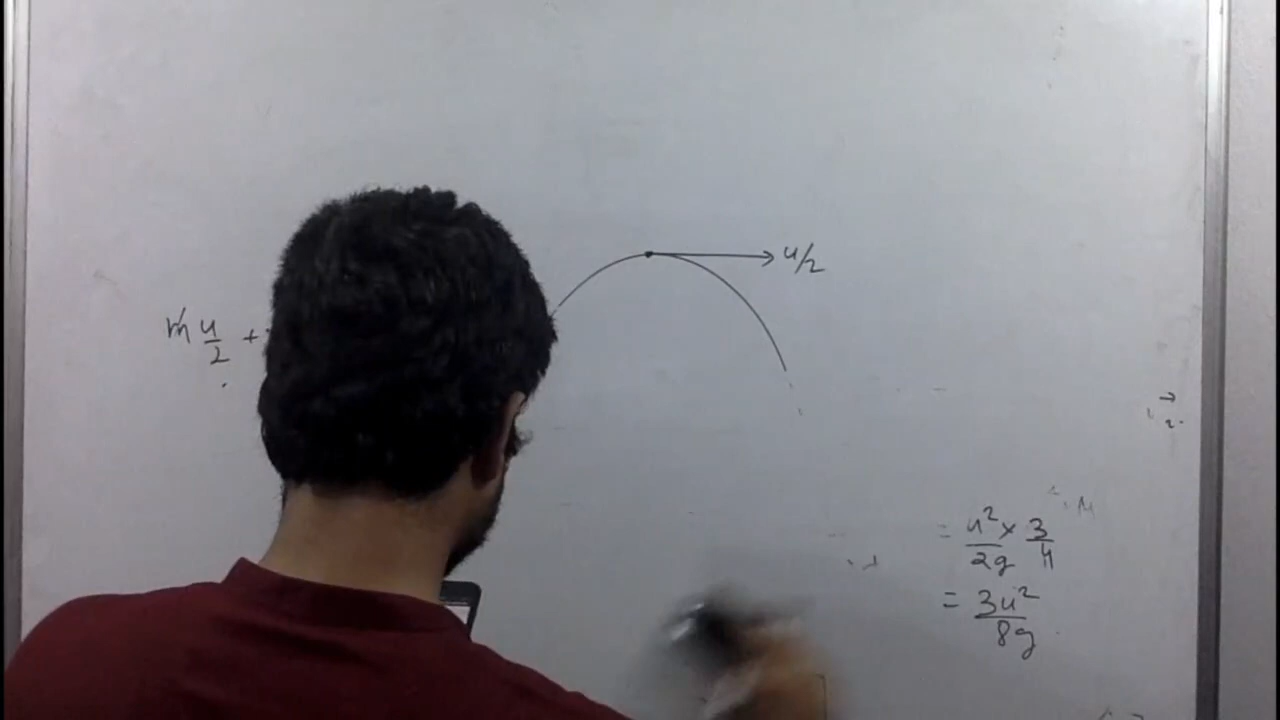 u/2
m u/2 +
= u²/2g × 3/4
= 3u²/8g